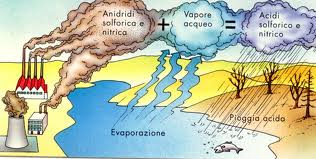 Anidridi
solforica e
nitrica
+
Vapore
acqueo
=
Acidi
solforico e
nitrico
Evaporazione
Pioggia acida